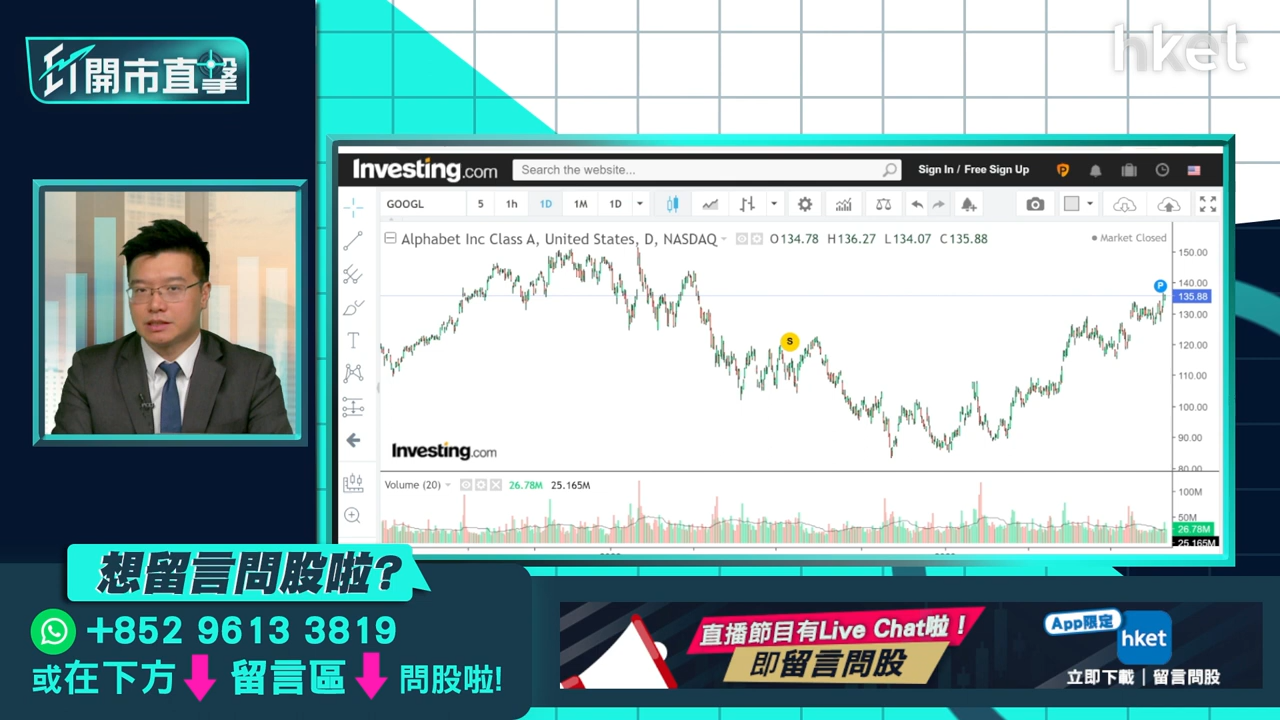 ET開市直擊
hket
Investing.com
Search the website...
Sign In / Free Sign Up
GOOGL
5
1h
1D
1M
1D
Alphabet Inc Class A, United States, D, NASDAQ
O134.78 H136.27 L134.07 C135.88
Market Closed
150.00
140.00
P
135.88
130.00
S
120.00
110.00
100.00
90.00
80.00
Investing.com
Volume (20)
26.78M 25.165M
100M
50M
26.78M
25.165M
想留言問股啦?
+852 9613 3819
或在下方 留言區 問股啦!
直播節目有Live Chat啦！
即留言問股
App限定
hket
立即下載｜留言問股